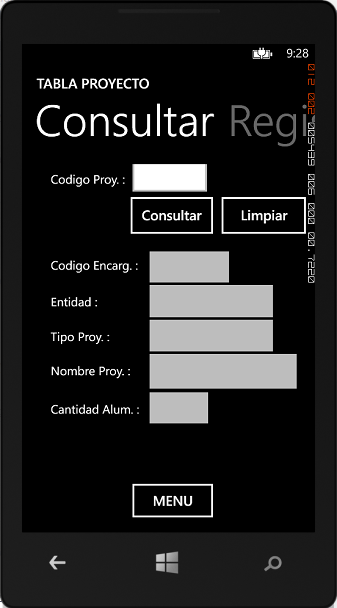 9:28
TABLA PROYECTO
Consultar Regi
Codigo Proy. :
Consultar Limpiar
Codigo Encarg. :
Entidad :
Tipo Proy. :
Nombre Proy. :
Cantidad Alum. :
MENU